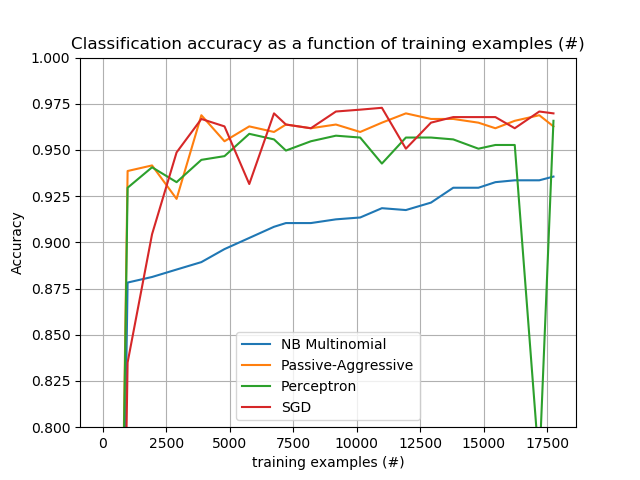 Classification accuracy as a function of training examples (#)
1.000
0.975
0.950
0.925
0.900
0.875
0.850
0.825
0.800
Accuracy
NB Multinomial
Passive-Aggressive
Perceptron
SGD
0 2500 5000 7500 10000 12500 15000 17500
training examples (#)